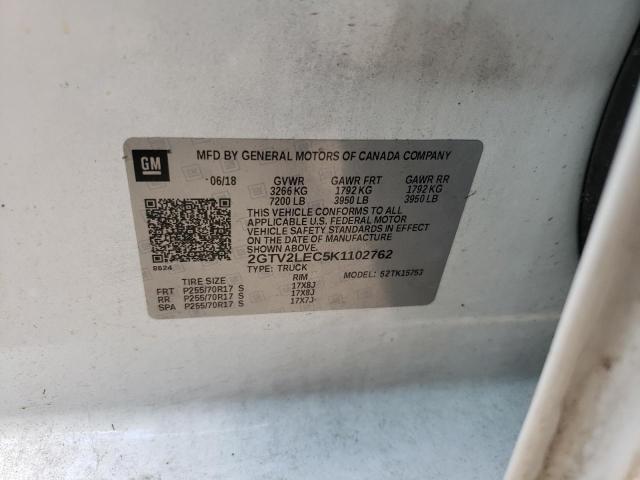 GM
MFD BY GENERAL MOTORS OF CANADA COMPANY
06/18 GVWR GAWR FRT GAWR RR
3266 KG 1792 KG 1792 KG
7200 LB 3950 LB 3950 LB
THIS VEHICLE CONFORMS TO ALL
APPLICABLE U.S. FEDERAL MOTOR
VEHICLE SAFETY STANDARDS IN EFFECT
ON THE DATE OF MANUFACTURE
SHOWN ABOVE.
2GTV2LEC5K1102762
8624 TYPE: TRUCK MODEL: 52TK15753
TIRE SIZE RIM
FRT P255/70R17 S 17X8J
RR P255/70R17 S 17X8J
SPA P255/70R17 S 17X7J